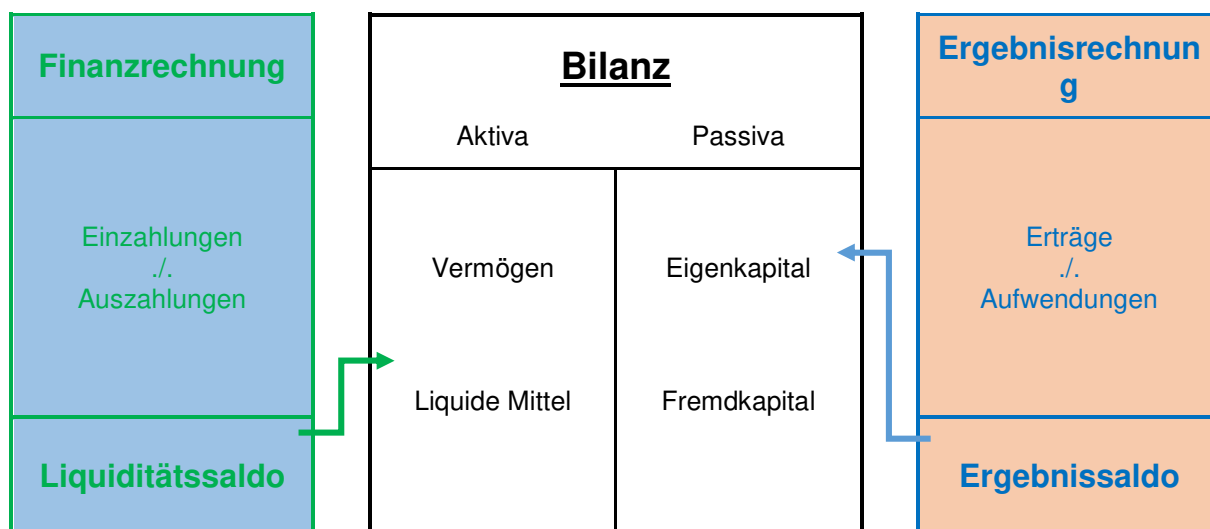 Finanzrechnung
Einzahlungen
./.
Auszahlungen
Liquiditätssaldo
Bilanz
Aktiva Passiva
Vermögen Eigenkapital
Liquide Mittel Fremdkapital
Ergebnisrechnun
g
Erträge
./.
Aufwendungen
Ergebnissaldo